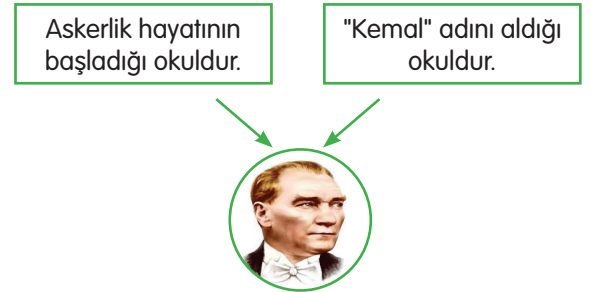 Askerlik hayatının
başladığı okuldur.
"Kemal" adını aldığı
okuldur.